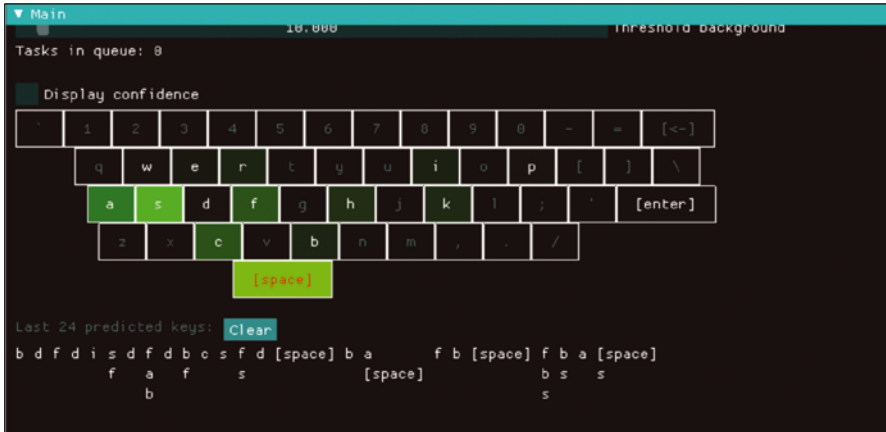 ▼ Main
10.000 Threshold background
Tasks in queue: 0
Display confidence
` 1 2 3 4 5 6 7 8 9 0 - = [<-]
q w e r t y u i o p [ ] \
a s d f g h j k l ; ' [enter]
z x c v b n m , . /
[space]
Last 24 predicted keys: Clear
b d f d i s d f d b c s f d [space] b a f b [space] f b a [space]
f a f s [space] b s s
b s